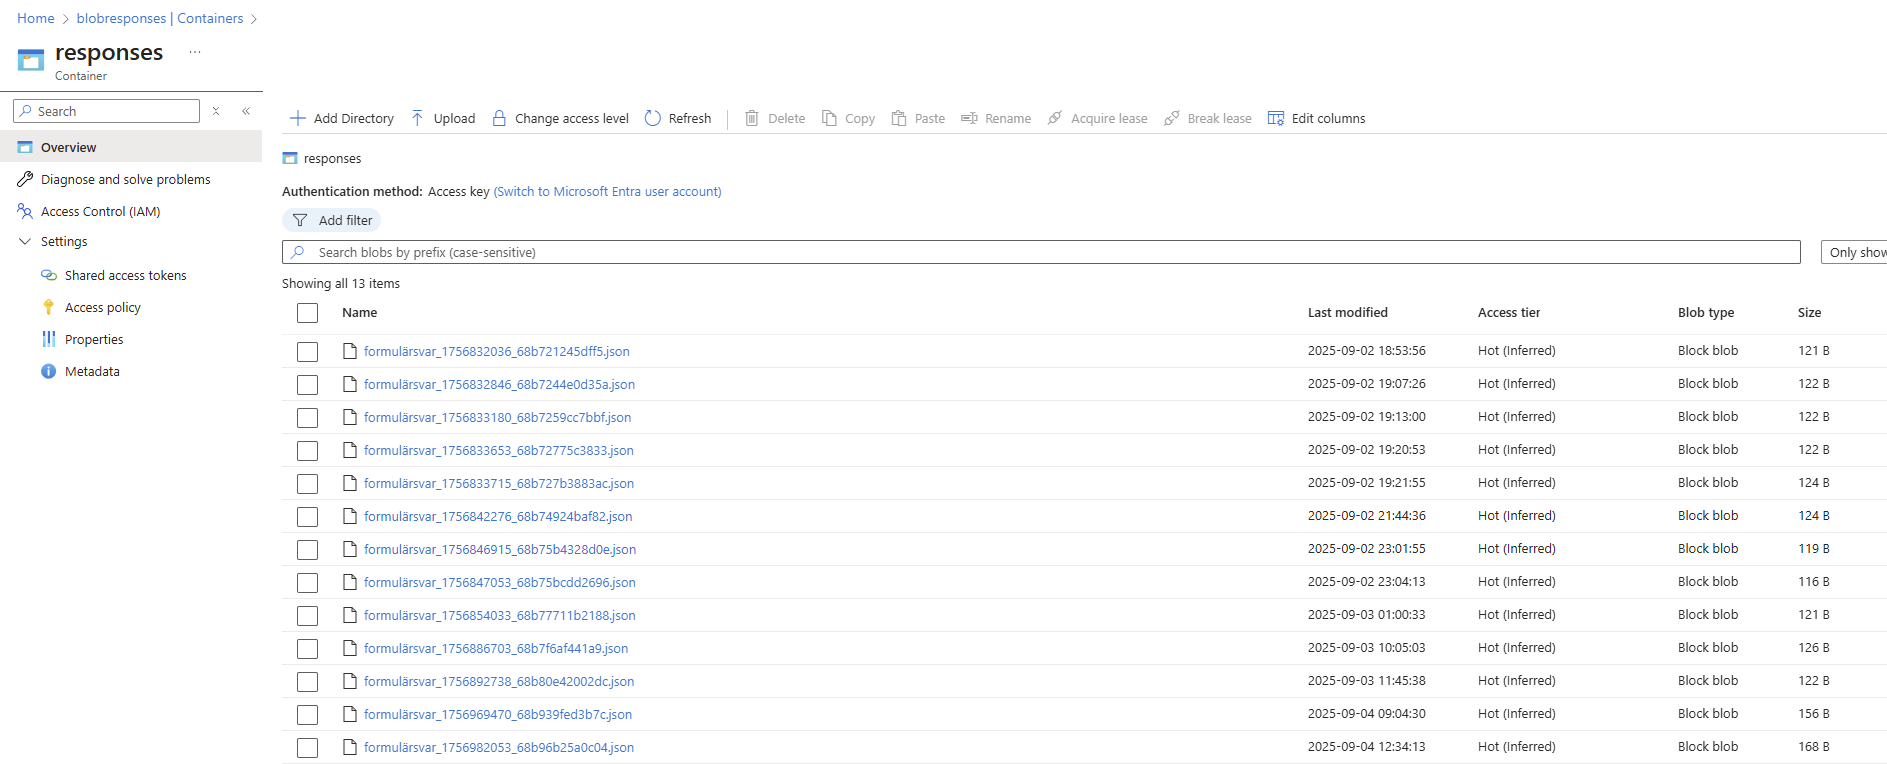 Home > blobresponses | Containers >
responses ...
Container
Search
Overview
Diagnose and solve problems
Access Control (IAM)
Settings
Shared access tokens
Access policy
Properties
Metadata
Add Directory Upload Change access level Refresh Delete Copy Paste Rename Acquire lease Break lease Edit columns
responses
Authentication method: Access key (Switch to Microsoft Entra user account)
Add filter
Search blobs by prefix (case-sensitive) Only show
Showing all 13 items
Name Last modified Access tier Blob type Size
formulärsvar_1756832036_68b721245dff5.json 2025-09-02 18:53:56 Hot (Inferred) Block blob 121 B
formulärsvar_1756832846_68b7244e0d35a.json 2025-09-02 19:07:26 Hot (Inferred) Block blob 122 B
formulärsvar_1756833180_68b7259cc7bbf.json 2025-09-02 19:13:00 Hot (Inferred) Block blob 122 B
formulärsvar_1756833653_68b72775c3833.json 2025-09-02 19:20:53 Hot (Inferred) Block blob 122 B
formulärsvar_1756833715_68b727b3883ac.json 2025-09-02 19:21:55 Hot (Inferred) Block blob 124 B
formulärsvar_1756842276_68b74924baf82.json 2025-09-02 21:44:36 Hot (Inferred) Block blob 124 B
formulärsvar_1756846915_68b75b4328d0e.json 2025-09-02 23:01:55 Hot (Inferred) Block blob 119 B
formulärsvar_1756847053_68b75bcdd2696.json 2025-09-02 23:04:13 Hot (Inferred) Block blob 116 B
formulärsvar_1756854033_68b77711b2188.json 2025-09-03 01:00:33 Hot (Inferred) Block blob 121 B
formulärsvar_1756886703_68b7f6af441a9.json 2025-09-03 10:05:03 Hot (Inferred) Block blob 126 B
formulärsvar_1756892738_68b80e42002dc.json 2025-09-03 11:45:38 Hot (Inferred) Block blob 122 B
formulärsvar_1756969470_68b939fed3b7c.json 2025-09-04 09:04:30 Hot (Inferred) Block blob 156 B
formulärsvar_1756982053_68b96b25a0c04.json 2025-09-04 12:34:13 Hot (Inferred) Block blob 168 B